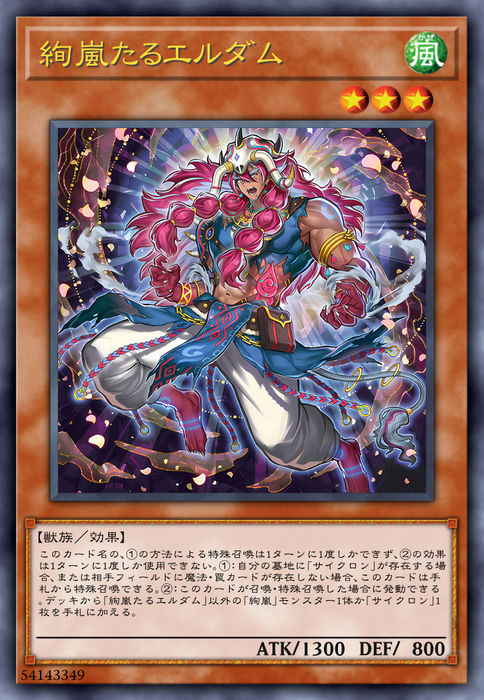 絢嵐たるエルダム
かぜ
風
【獣族／効果】
このカード名の、①の方法による特殊召喚は1ターンに1度しかできず、②の効果
は1ターンに1度しか使用できない。①:自分の墓地に「サイクロン」が存在する場
合、または相手フィールドに魔法・罠カードが存在しない場合、このカードは手
札から特殊召喚できる。②:このカードが召喚・特殊召喚した場合に発動できる
。デッキから「絢嵐たるエルダム」以外の「絢嵐」モンスター1体か「サイクロン」1
枚を手札に加える。
ATK/1300 DEF/ 800
54143349